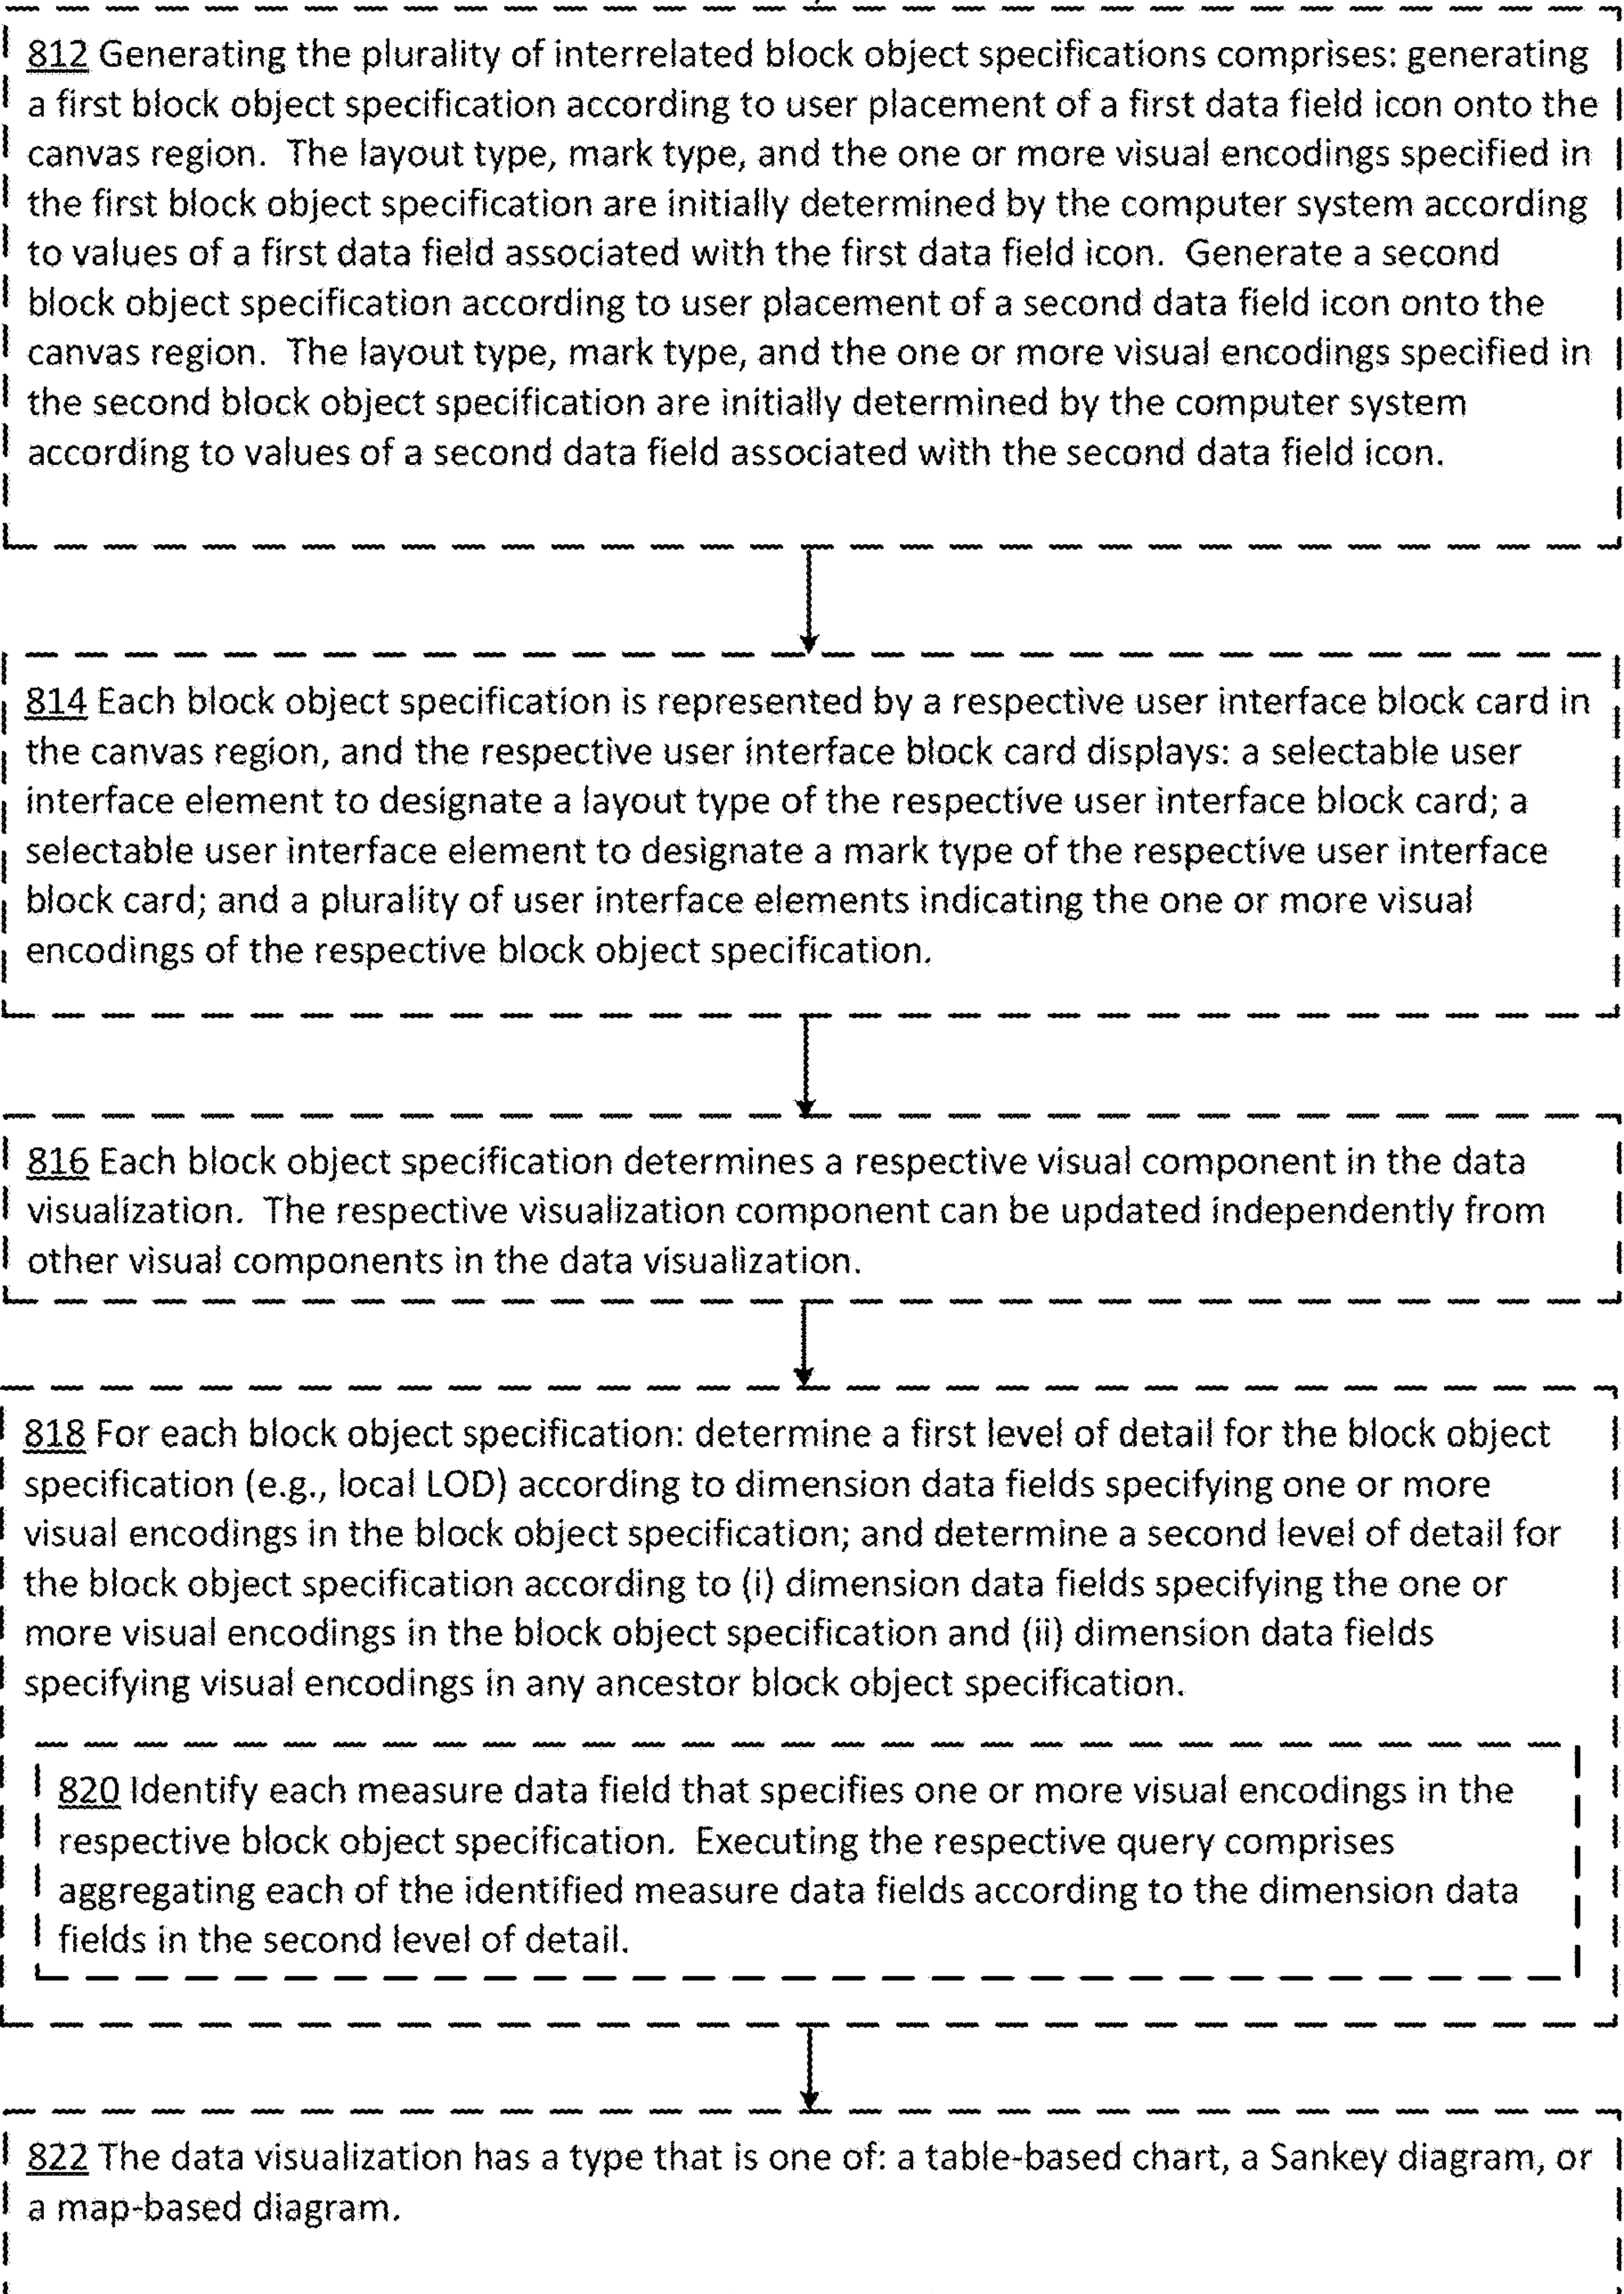 812 Generating the plurality of interrelated block object specifications comprises: generating
a first block object specification according to user placement of a first data field icon onto the
canvas region.  The layout type, mark type, and the one or more visual encodings specified in
the first block object specification are initially determined by the computer system according
to values of a first data field associated with the first data field icon.  Generate a second
block object specification according to user placement of a second data field icon onto the
canvas region.  The layout type, mark type, and the one or more visual encodings specified in
the second block object specification are initially determined by the computer system
according to values of a second data field associated with the second data field icon.
814 Each block object specification is represented by a respective user interface block card in
the canvas region, and the respective user interface block card displays: a selectable user
interface element to designate a layout type of the respective user interface block card; a
selectable user interface element to designate a mark type of the respective user interface
block card; and a plurality of user interface elements indicating the one or more visual
encodings of the respective block object specification.
816 Each block object specification determines a respective visual component in the data
visualization.  The respective visualization component can be updated independently from
other visual components in the data visualization.
818 For each block object specification: determine a first level of detail for the block object
specification (e.g., local LOD) according to dimension data fields specifying one or more
visual encodings in the block object specification; and determine a second level of detail for
the block object specification according to (i) dimension data fields specifying the one or
more visual encodings in the block object specification and (ii) dimension data fields
specifying visual encodings in any ancestor block object specification.
820 Identify each measure data field that specifies one or more visual encodings in the
respective block object specification.  Executing the respective query comprises
aggregating each of the identified measure data fields according to the dimension data
fields in the second level of detail.
822 The data visualization has a type that is one of: a table-based chart, a Sankey diagram, or
a map-based diagram.